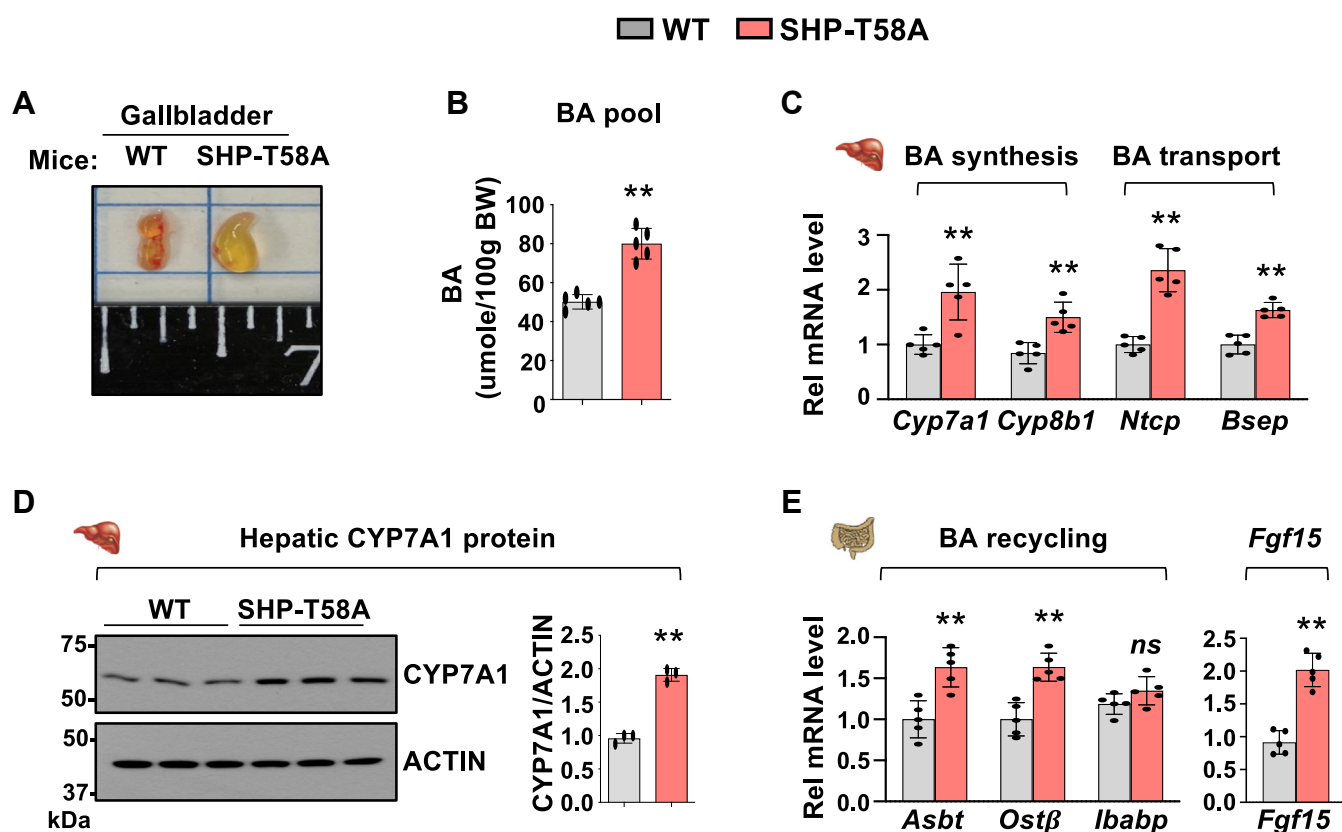 WT SHP-T58A
A
Gallbladder
Mice: WT SHP-T58A
7
B
BA pool
BA
(umole/100g BW)
**
100
80
60
40
20
0
C
BA synthesis BA transport
Rel mRNA level
3
2
1
0
** ** ** **
Cyp7a1 Cyp8b1 Ntcp Bsep
D
Hepatic CYP7A1 protein
WT SHP-T58A
75
50
CYP7A1
50
37
ACTIN
kDa
CYP7A1/ACTIN
**
2.5
2.0
1.5
1.0
0.5
0.0
E
BA recycling Fgf15
Rel mRNA level
2.0
1.5
1.0
0.5
0.0
** ** ns
Asbt Ostβ Ibabp
**
2.5
2.0
1.5
1.0
0.5
0.0
Fgf15